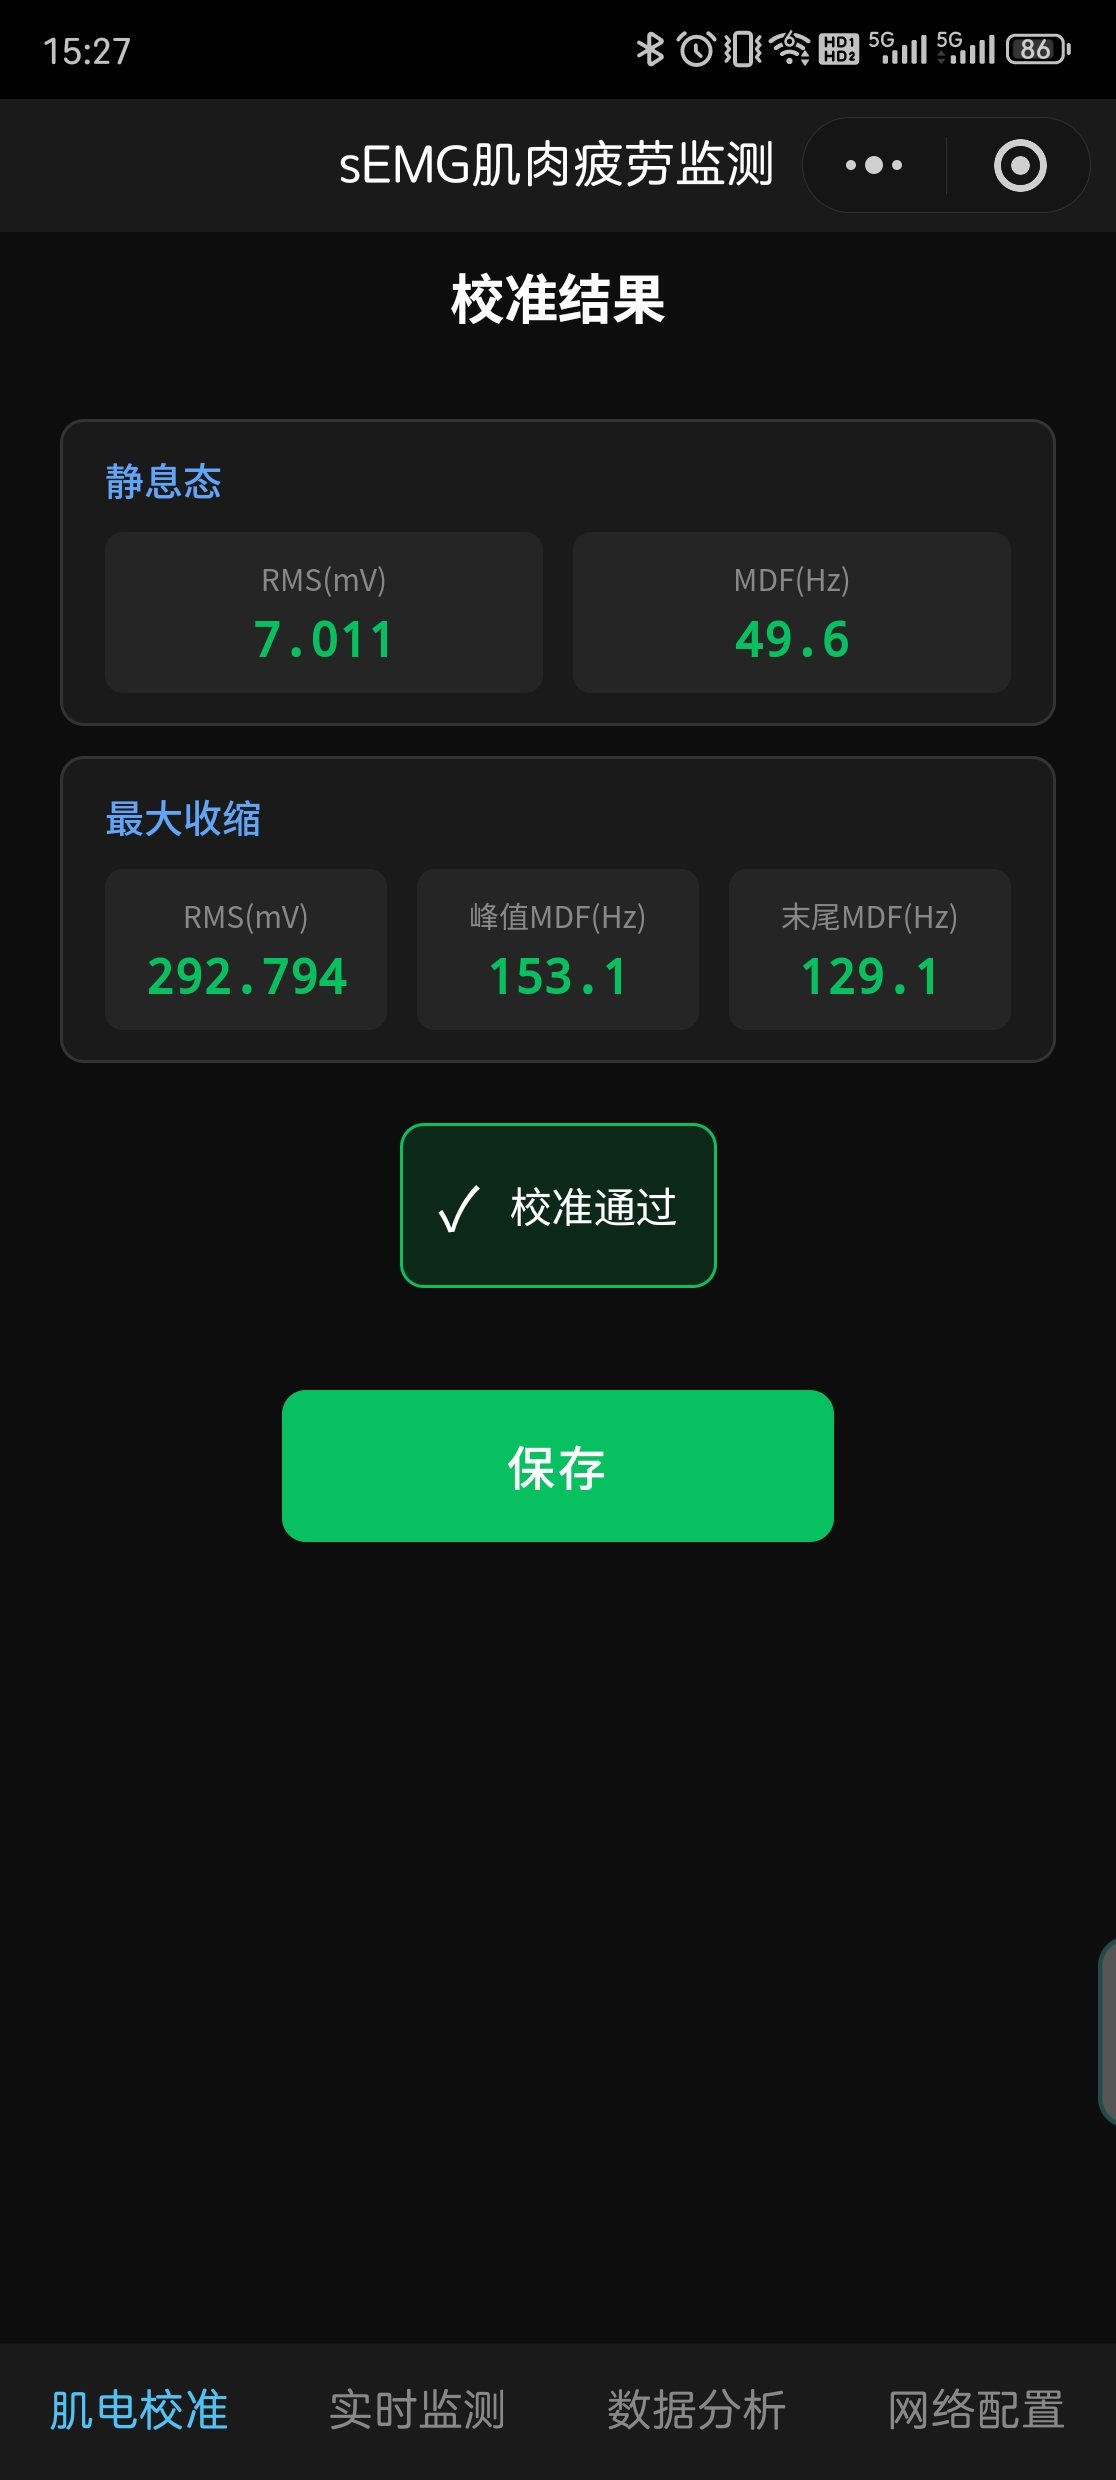 15:27
6
HD1
HD2
5G
5G
86
sEMG肌肉疲劳监测
校准结果
静息态
RMS(mV)
MDF(Hz)
7.011
49.6
最大收缩
RMS(mV)
峰值MDF(Hz)
末尾MDF(Hz)
292.794
153.1
129.1
✓ 校准通过
保存
肌电校准
实时监测
数据分析
网络配置